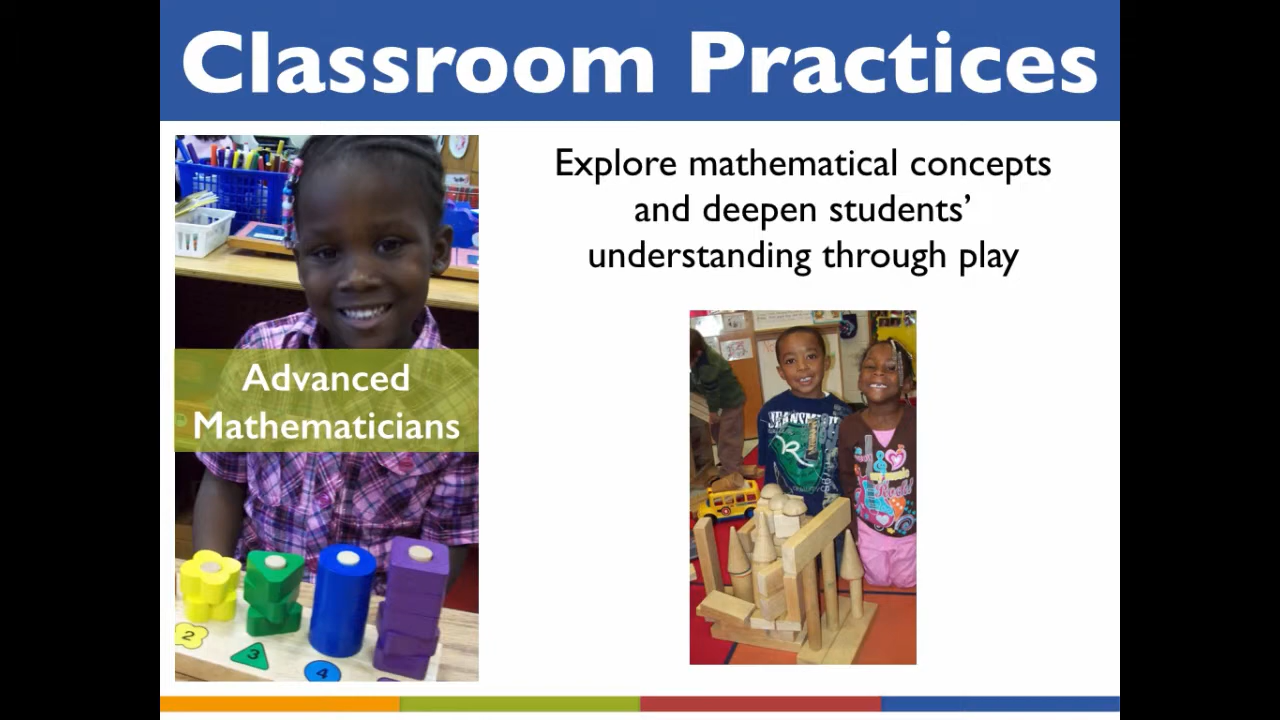 Classroom Practices
Explore mathematical concepts
and deepen students’
understanding through play
Advanced
Mathematicians
2
3
4